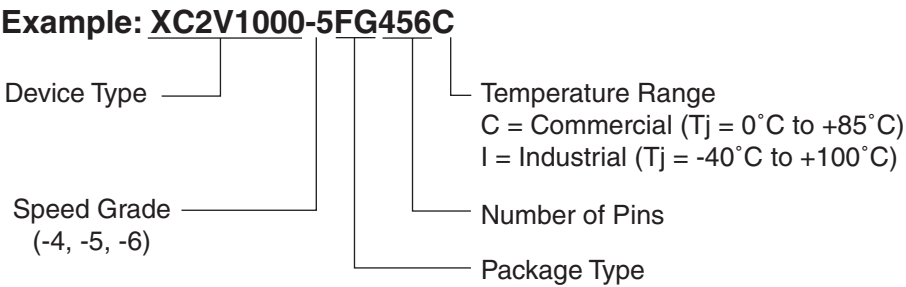 Example: XC2V1000-5FG456C
Device Type
Temperature Range
C = Commercial (Tj = 0˚C to +85˚C)
I = Industrial (Tj = -40˚C to +100˚C)
Speed Grade
(-4, -5, -6)
Number of Pins
Package Type